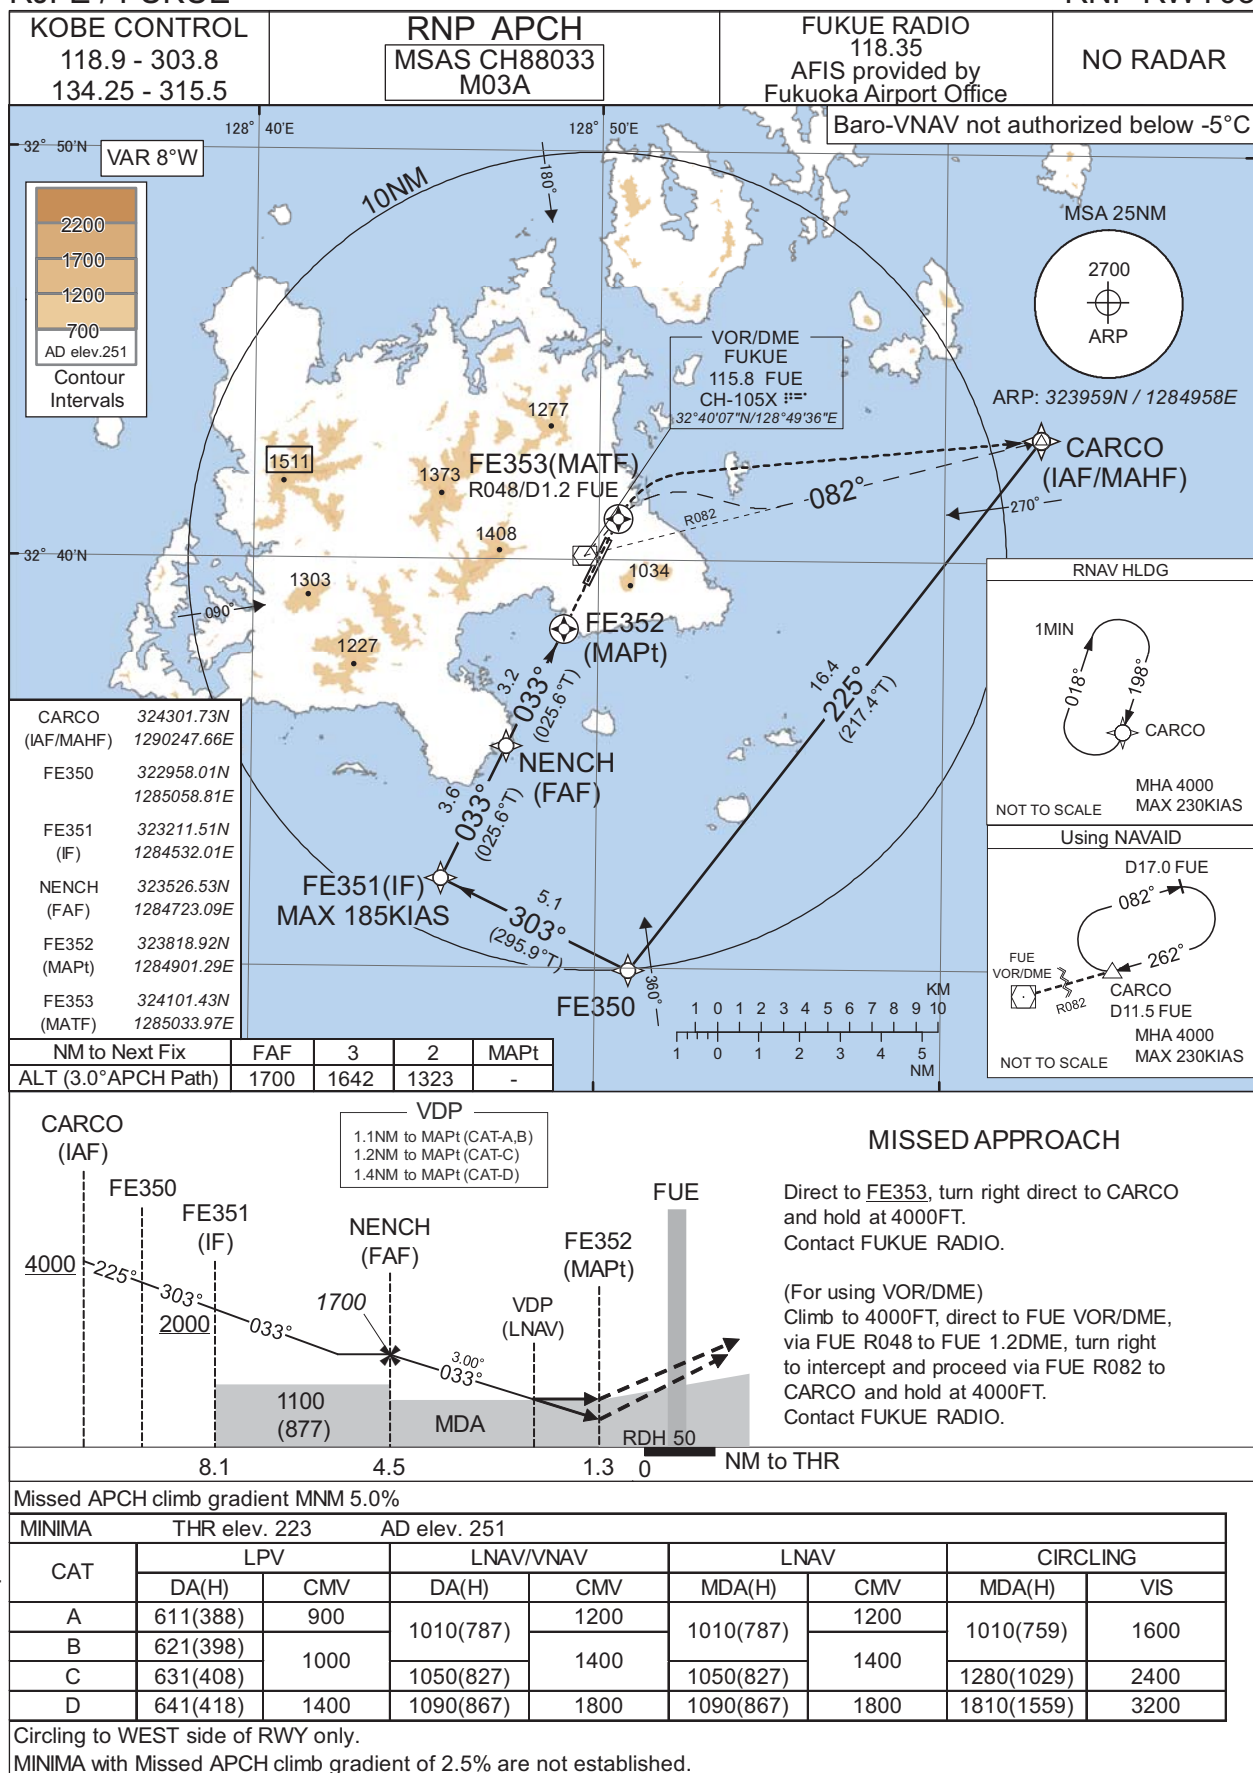 RJFE / FUKUE
KOBE CONTROL
118.9 - 303.8
134.25 - 315.5
RNP APCH
MSAS CH88033
M03A
FUKUE RADIO
118.35
AFIS provided by
Fukuoka Airport Office
NO RADAR
128° 40'E
128° 50'E
Baro-VNAV not authorized below -5°C
32° 50'N
VAR 8°W
2200
1700
1200
700
AD elev.251
Contour
Intervals
10NM
180°
MSA 25NM
2700
ARP
ARP: 323959N / 1284958E
VOR/DME
FUKUE
115.8 FUE
CH-105X
32°40'07"N/128°49'36"E
1277
1511
1373
FE353(MATF)
R048/D1.2 FUE
CARCO
(IAF/MAHF)
082°
R082
270°
1408
32° 40'N
1303
1034
090°
1227
FE352
(MAPt)
3.2
033°
(025.6°T)
16.4
225°
(217.4°T)
NENCH
(FAF)
3.6
033°
(025.6°T)
FE351(IF)
MAX 185KIAS
5.1
303°
(295.9°T)
FE350
360°
RNAV HLDG
1MIN
018°
198°
CARCO
MHA 4000
MAX 230KIAS
NOT TO SCALE
Using NAVAID
D17.0 FUE
082°
262°
FUE
VOR/DME
R082
CARCO
D11.5 FUE
MHA 4000
MAX 230KIAS
NOT TO SCALE
CARCO 324301.73N
(IAF/MAHF) 1290247.66E
FE350 322958.01N
1285058.81E
FE351 323211.51N
(IF) 1284532.01E
NENCH 323526.53N
(FAF) 1284723.09E
FE352 323818.92N
(MAPt) 1284901.29E
FE353 324101.43N
(MATF) 1285033.97E
KM
1 0 1 2 3 4 5 6 7 8 9 10
1 0 1 2 3 4 5
NM
NM to Next Fix FAF 3 2 MAPt
ALT (3.0°APCH Path) 1700 1642 1323 -
CARCO
(IAF)
FE350
FE351
(IF)
NENCH
(FAF)
VDP
1.1NM to MAPt (CAT-A,B)
1.2NM to MAPt (CAT-C)
1.4NM to MAPt (CAT-D)
FE352
(MAPt)
FUE
4000
225°
303°
2000
033°
1700
3.00°
033°
VDP
(LNAV)
1100
(877)
MDA
RDH 50
8.1 4.5 1.3 0 NM to THR
MISSED APPROACH
Direct to FE353, turn right direct to CARCO
and hold at 4000FT.
Contact FUKUE RADIO.
(For using VOR/DME)
Climb to 4000FT, direct to FUE VOR/DME,
via FUE R048 to FUE 1.2DME, turn right
to intercept and proceed via FUE R082 to
CARCO and hold at 4000FT.
Contact FUKUE RADIO.
Missed APCH climb gradient MNM 5.0%
MINIMA THR elev. 223 AD elev. 251
CAT LPV LNAV/VNAV LNAV CIRCLING
DA(H) CMV DA(H) CMV MDA(H) CMV MDA(H) VIS
A 611(388) 900 1010(787) 1200 1010(787) 1200 1010(759) 1600
B 621(398) 1000 1400 1400
C 631(408) 1050(827) 1050(827) 1280(1029) 2400
D 641(418) 1400 1090(867) 1800 1090(867) 1800 1810(1559) 3200
Circling to WEST side of RWY only.
MINIMA with Missed APCH climb gradient of 2.5% are not established.